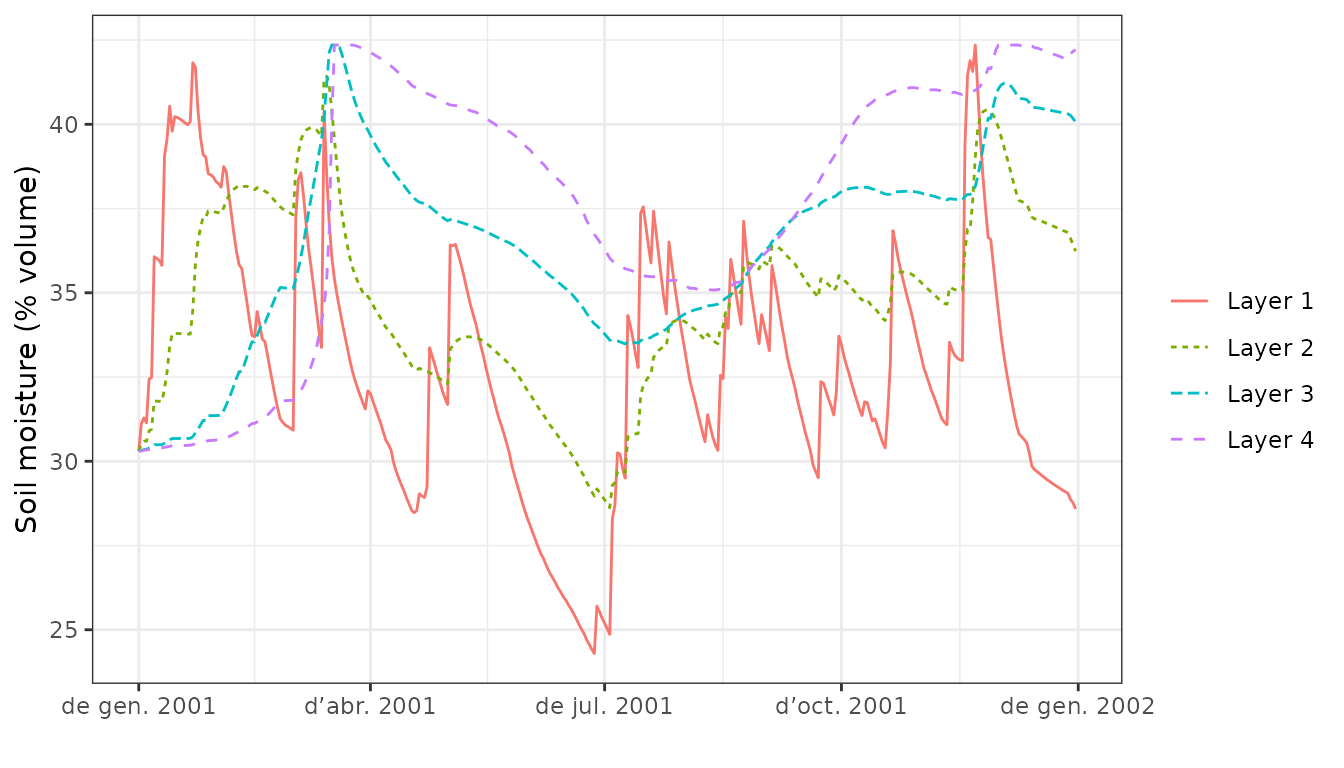 Soil moisture (% volume)
40
35
30
25
de gen. 2001
d’abr. 2001
de jul. 2001
d’oct. 2001
de gen. 2002
Layer 1
Layer 2
Layer 3
Layer 4